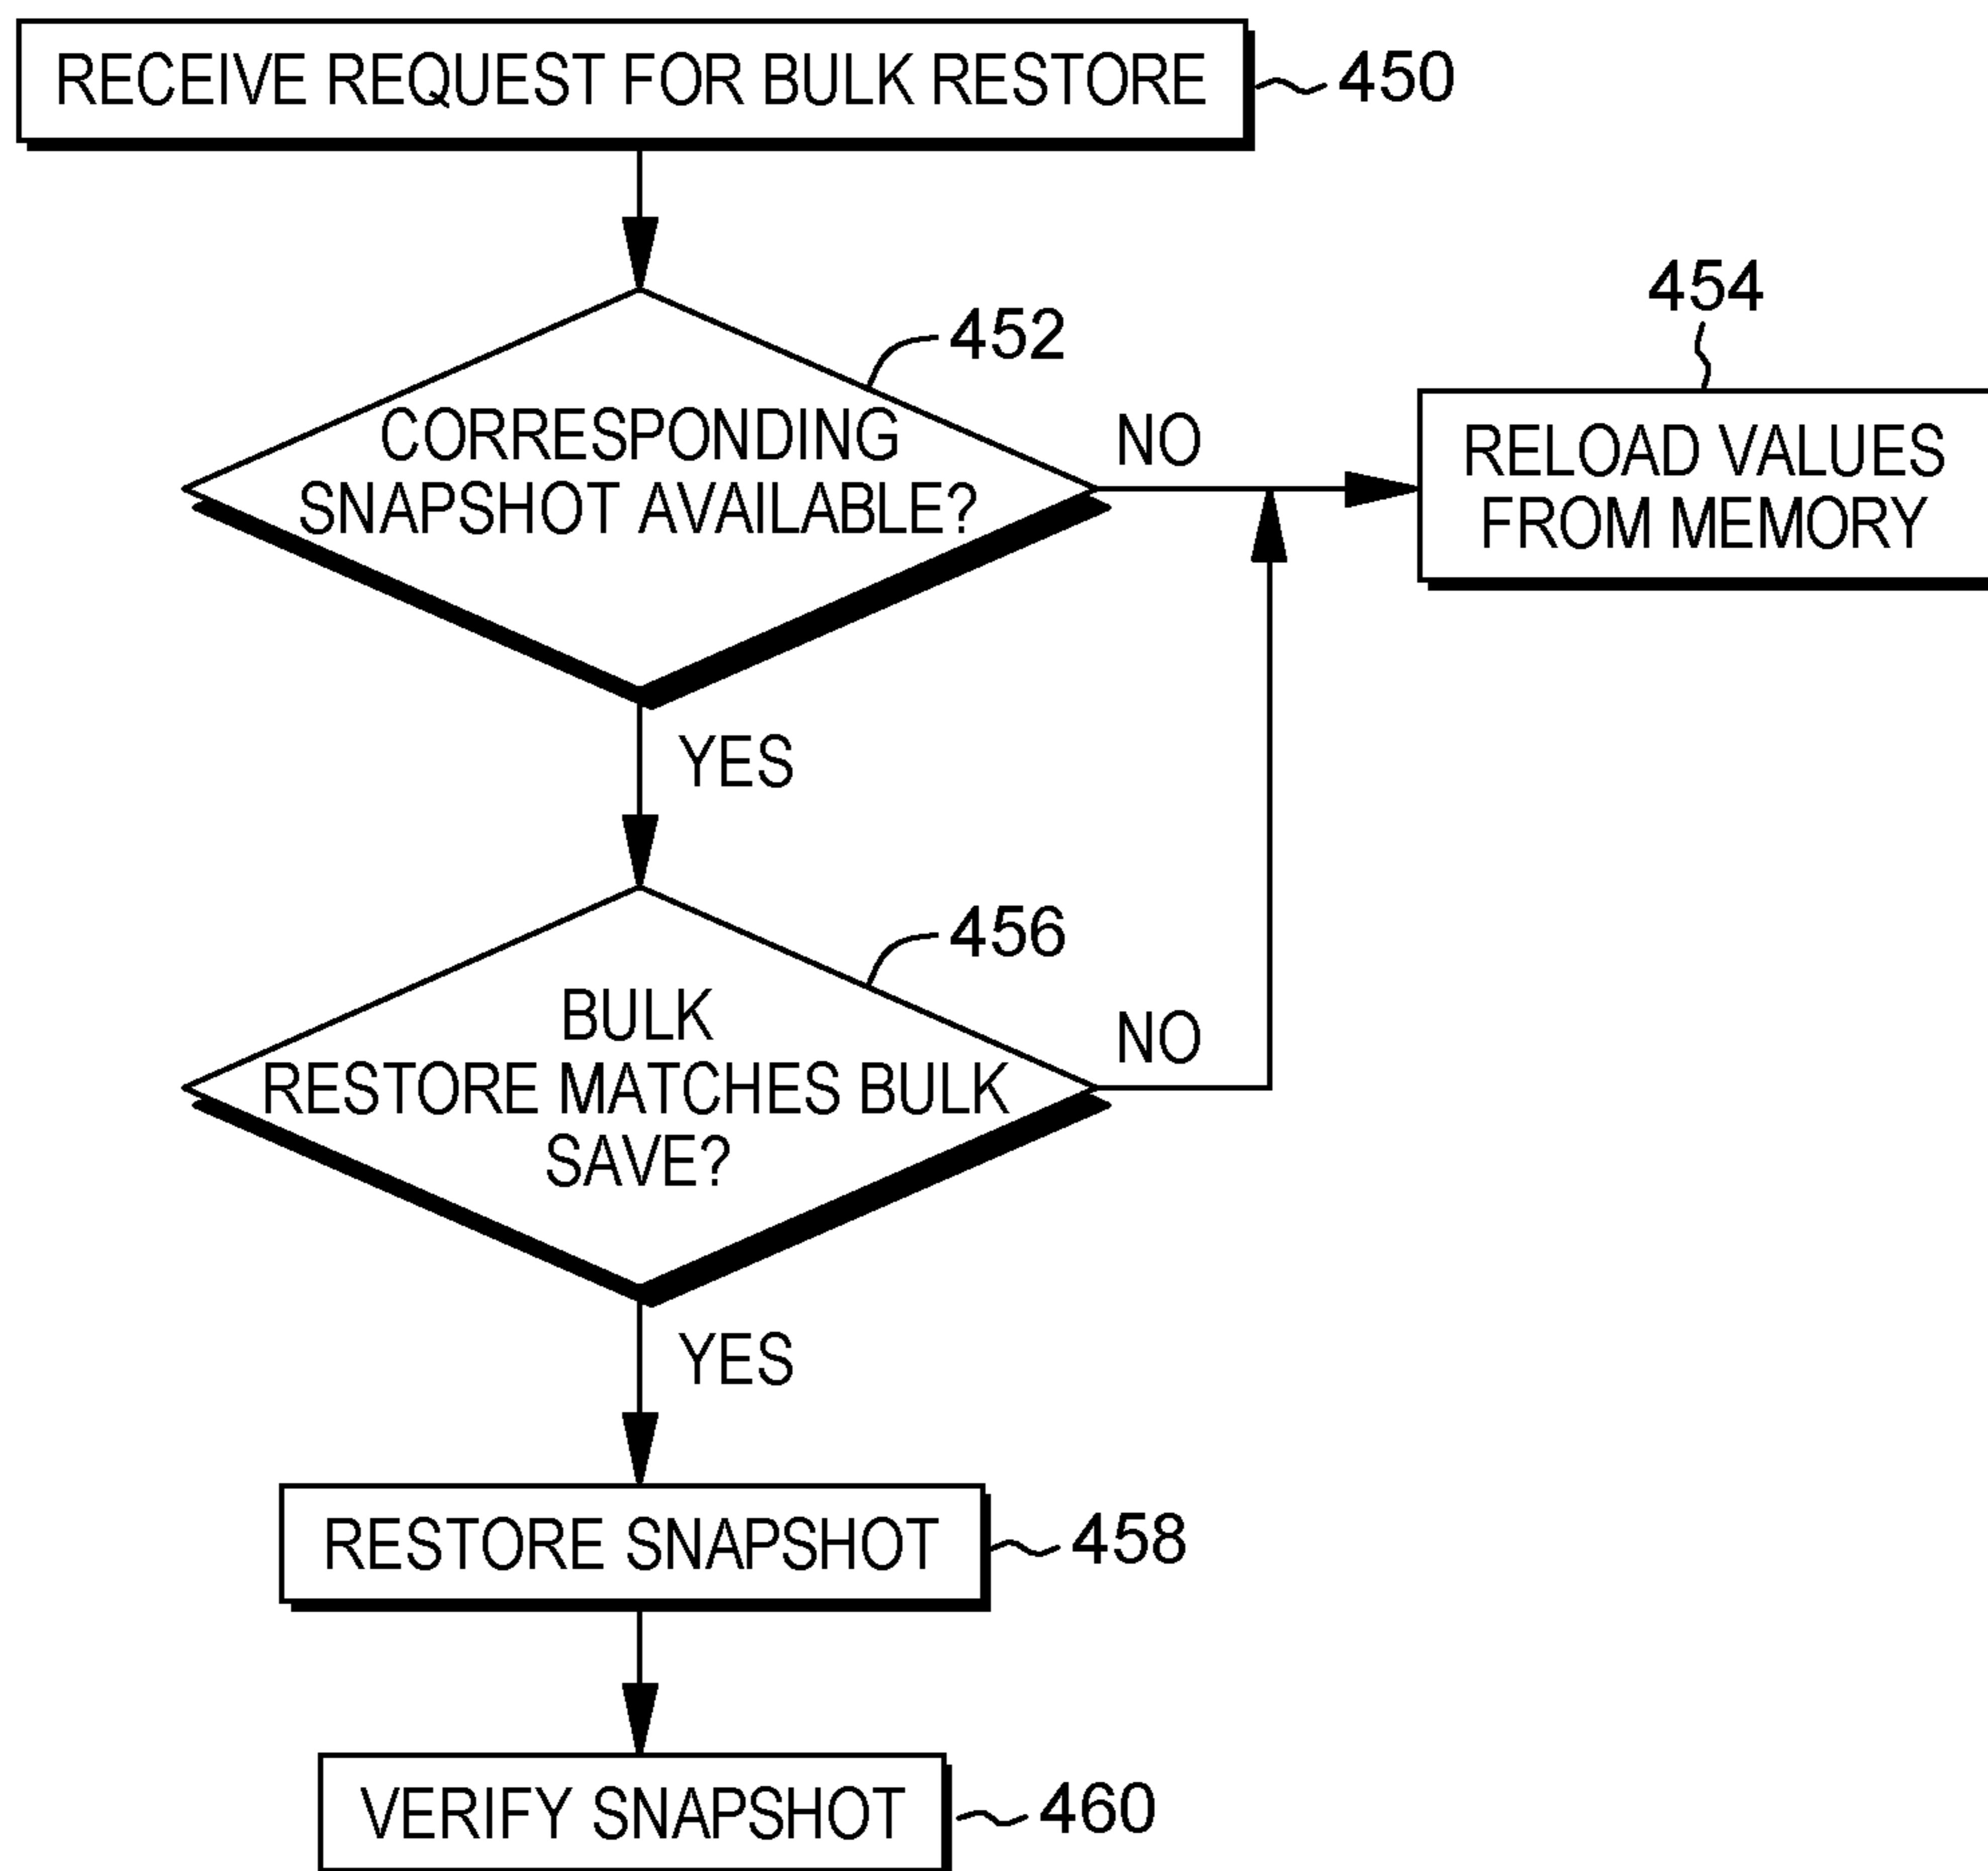 RECEIVE REQUEST FOR BULK RESTORE
450
452
CORRESPONDING
SNAPSHOT AVAILABLE?
NO
454
RELOAD VALUES
FROM MEMORY
YES
456
BULK
RESTORE MATCHES BULK
SAVE?
NO
YES
RESTORE SNAPSHOT
458
VERIFY SNAPSHOT
460